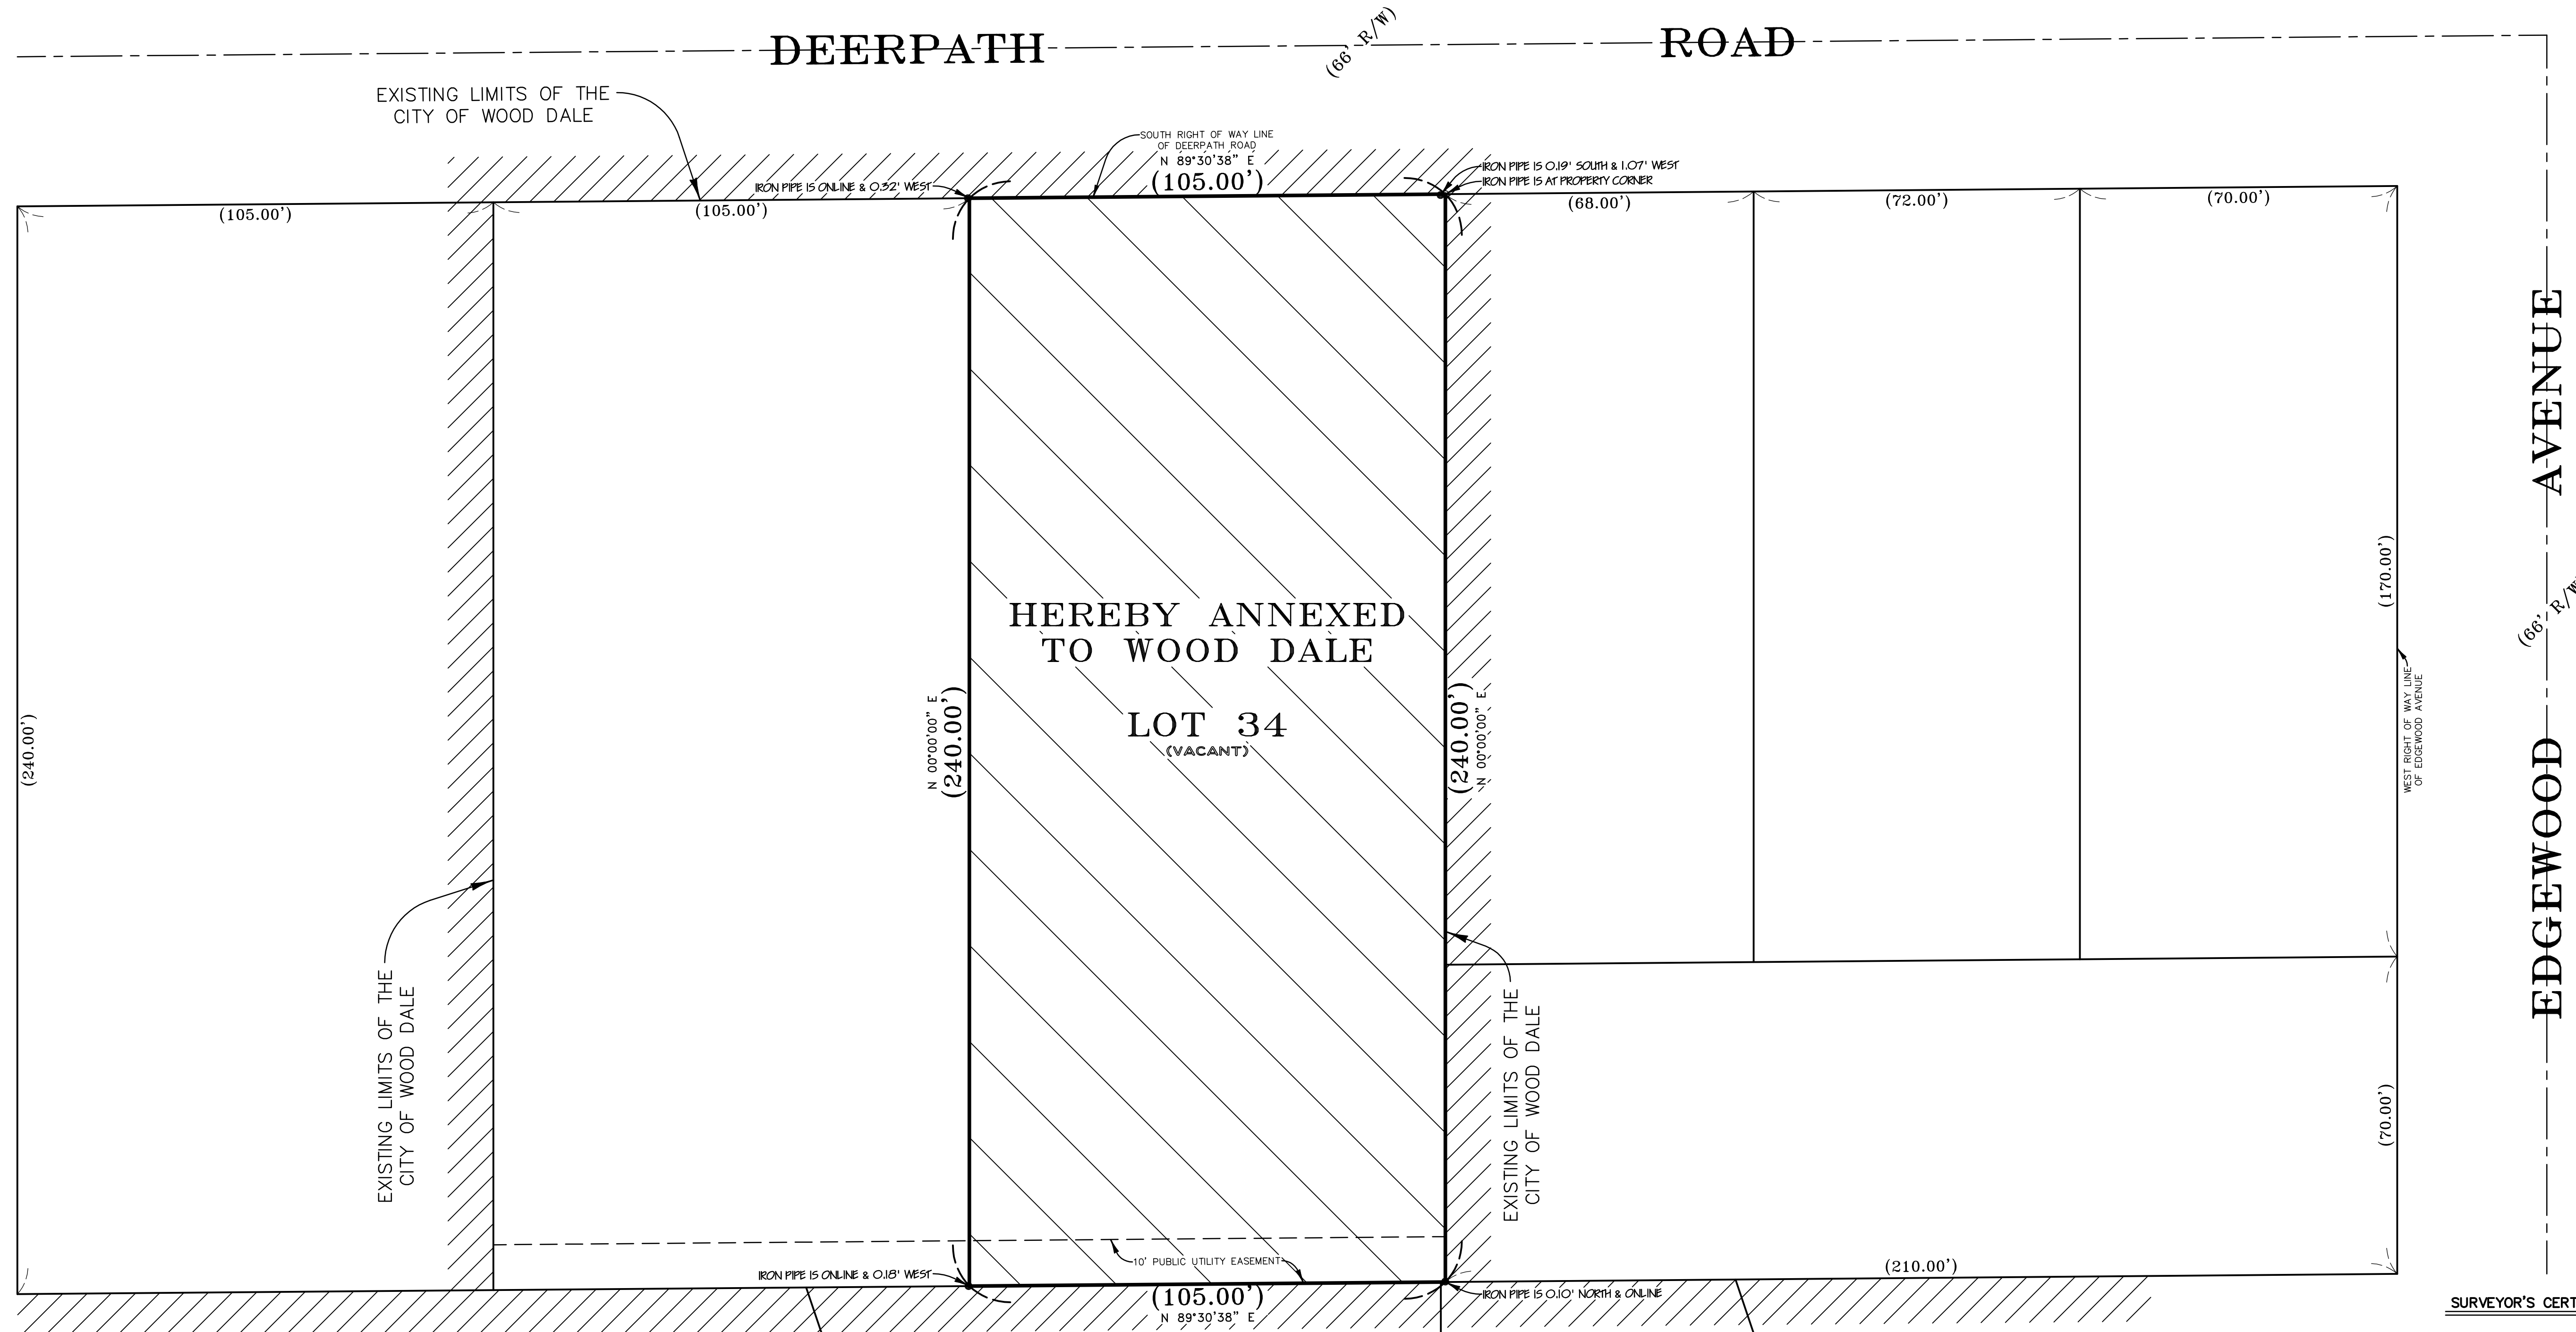 DEERPATH ROAD
(66' R/W)
EXISTING LIMITS OF THE
CITY OF WOOD DALE
SOUTH RIGHT OF WAY LINE
OF DEERPATH ROAD
N 89°30'38" E
(105.00')
IRON PIPE IS ONLINE & 0.32' WEST
IRON PIPE IS 0.19' SOUTH & 1.07' WEST
IRON PIPE IS AT PROPERTY CORNER
(105.00')
(105.00')
(68.00')
(72.00')
(70.00')
HEREBY ANNEXED
TO WOOD DALE
LOT 34
(VACANT)
(240.00')
N 00°00'00" E
(240.00')
(240.00')
N 00°00'00" E
(170.00')
WEST RIGHT OF WAY LINE
OF EDGEWOOD AVENUE
(66' R/W
EDGEWOOD AVENUE
EXISTING LIMITS OF THE
CITY OF WOOD DALE
EXISTING LIMITS OF THE
CITY OF WOOD DALE
(70.00')
10' PUBLIC UTILITY EASEMENT
IRON PIPE IS ONLINE & 0.18' WEST
(105.00')
N 89°30'38" E
IRON PIPE IS 0.10' NORTH & ONLINE
(210.00')
SURVEYOR'S CERT